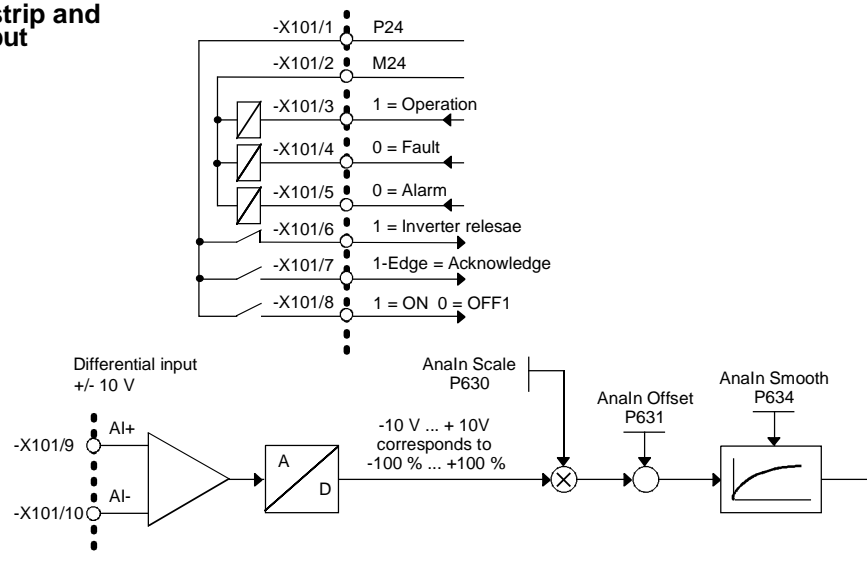 strip and
-X101/1 P24
-X101/2 M24
-X101/3 1 = Operation
-X101/4 0 = Fault
-X101/5 0 = Alarm
-X101/6 1 = Inverter relesae
-X101/7 1-Edge = Acknowledge
-X101/8 1 = ON 0 = OFF1
Differential input
+/- 10 V
AnaIn Scale
P630
AnaIn Offset
P631
AnaIn Smooth
P634
-X101/9 AI+
-X101/10 AI-
A
D
-10 V ... + 10V
corresponds to
-100 % ... +100 %